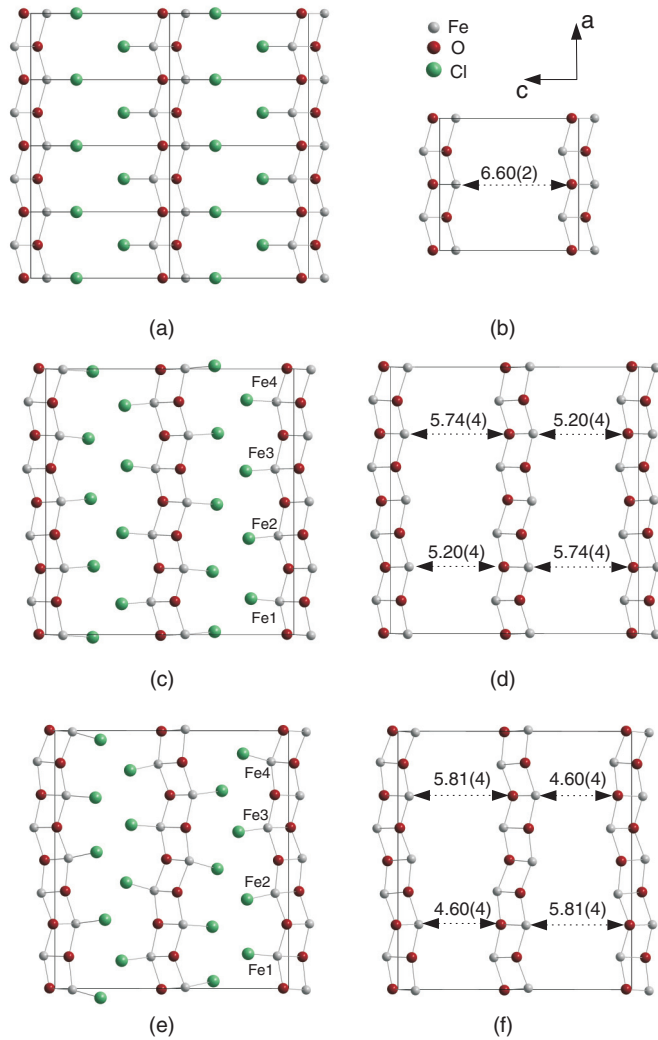 Fe
O
Cl
a
c
6.60(2)
(a)
(b)
Fe4
Fe3
Fe2
Fe1
5.74(4)
5.20(4)
5.20(4)
5.74(4)
(c)
(d)
Fe4
Fe3
Fe2
Fe1
5.81(4)
4.60(4)
4.60(4)
5.81(4)
(e)
(f)